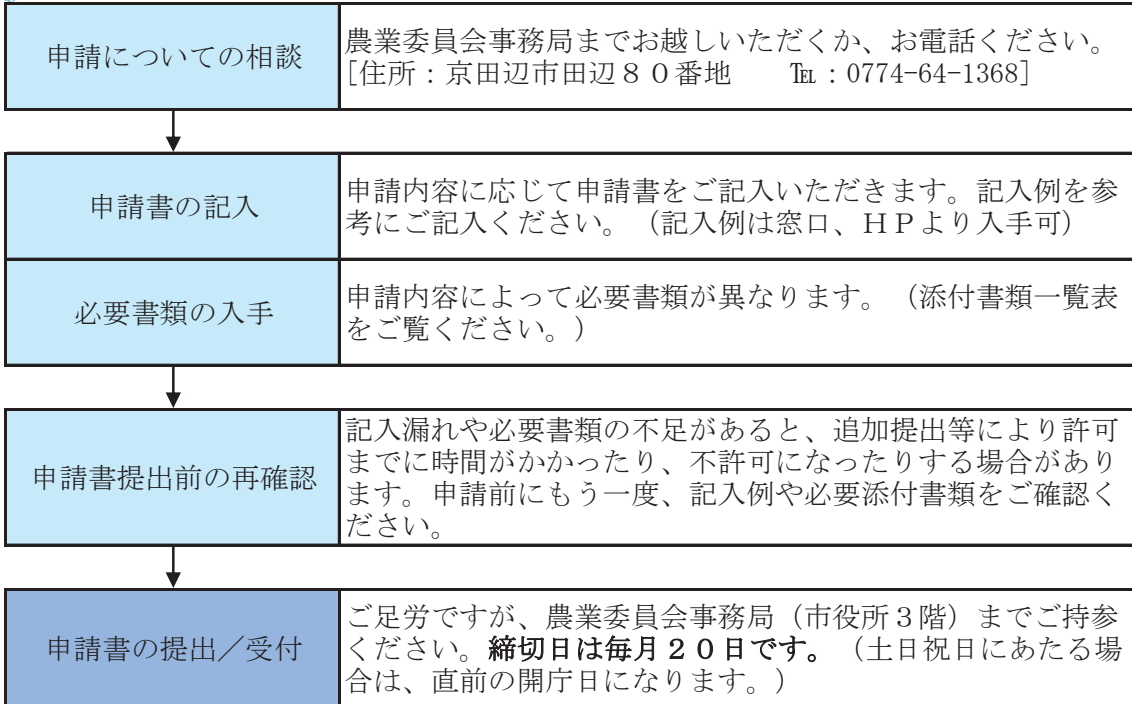 申請についての相談
農業委員会事務局までお越しいただくか、お電話ください。
[住所：京田辺市田辺８０番地　　℡：0774-64-1368]
申請書の記入
申請内容に応じて申請書をご記入いただきます。記入例を参
考にご記入ください。（記入例は窓口、ＨＰより入手可）
必要書類の入手
申請内容によって必要書類が異なります。（添付書類一覧表
をご覧ください。）
申請書提出前の再確認
記入漏れや必要書類の不足があると、追加提出等により許可
までに時間がかかったり、不許可になったりする場合があり
ます。申請前にもう一度、記入例や必要添付書類をご確認く
ださい。
申請書の提出／受付
ご足労ですが、農業委員会事務局（市役所３階）までご持参
ください。締切日は毎月２０日です。（土日祝日にあたる場
合は、直前の開庁日になります。）